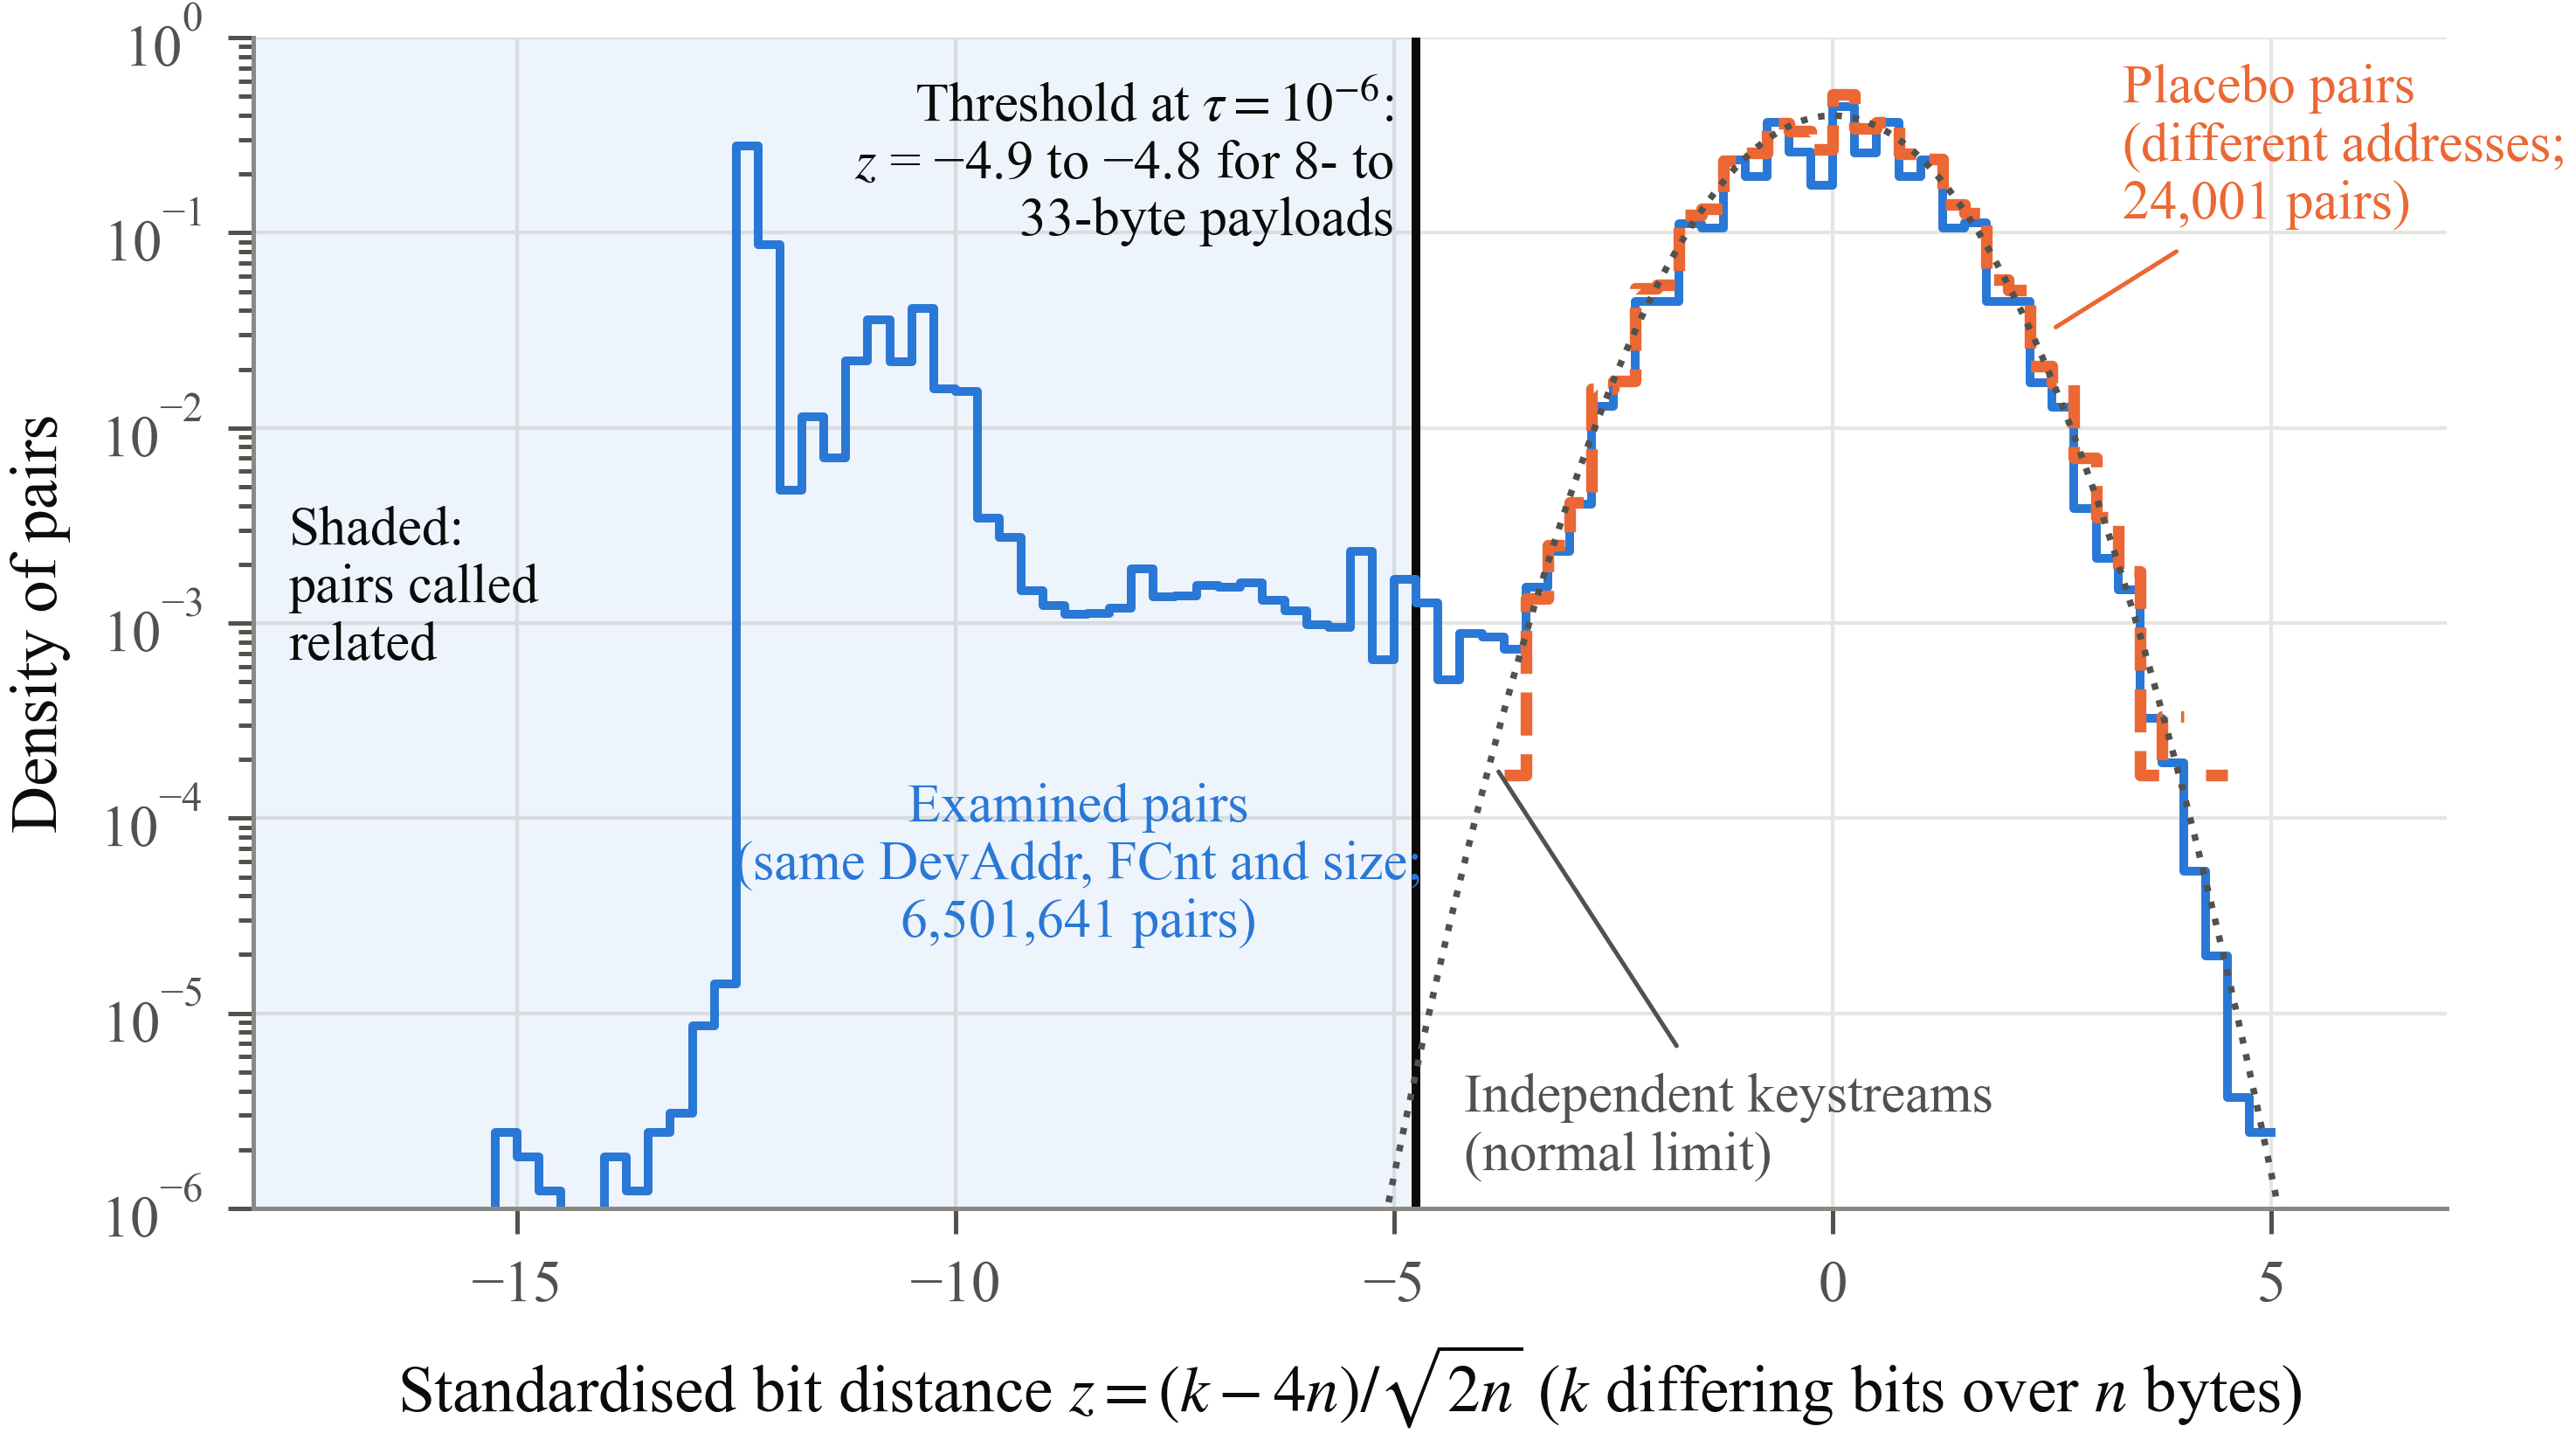 10^0
10^−1
10^−2
10^−3
10^−4
10^−5
10^−6
Density of pairs
Threshold at τ = 10^−6:
z = −4.9 to −4.8 for 8- to
33-byte payloads
Placebo pairs
(different addresses;
24,001 pairs)
Shaded:
pairs called
related
Examined pairs
(same DevAddr, FCnt and size;
6,501,641 pairs)
Independent keystreams
(normal limit)
−15 −10 −5 0 5
Standardised bit distance z = (k − 4n)/√2n (k differing bits over n bytes)